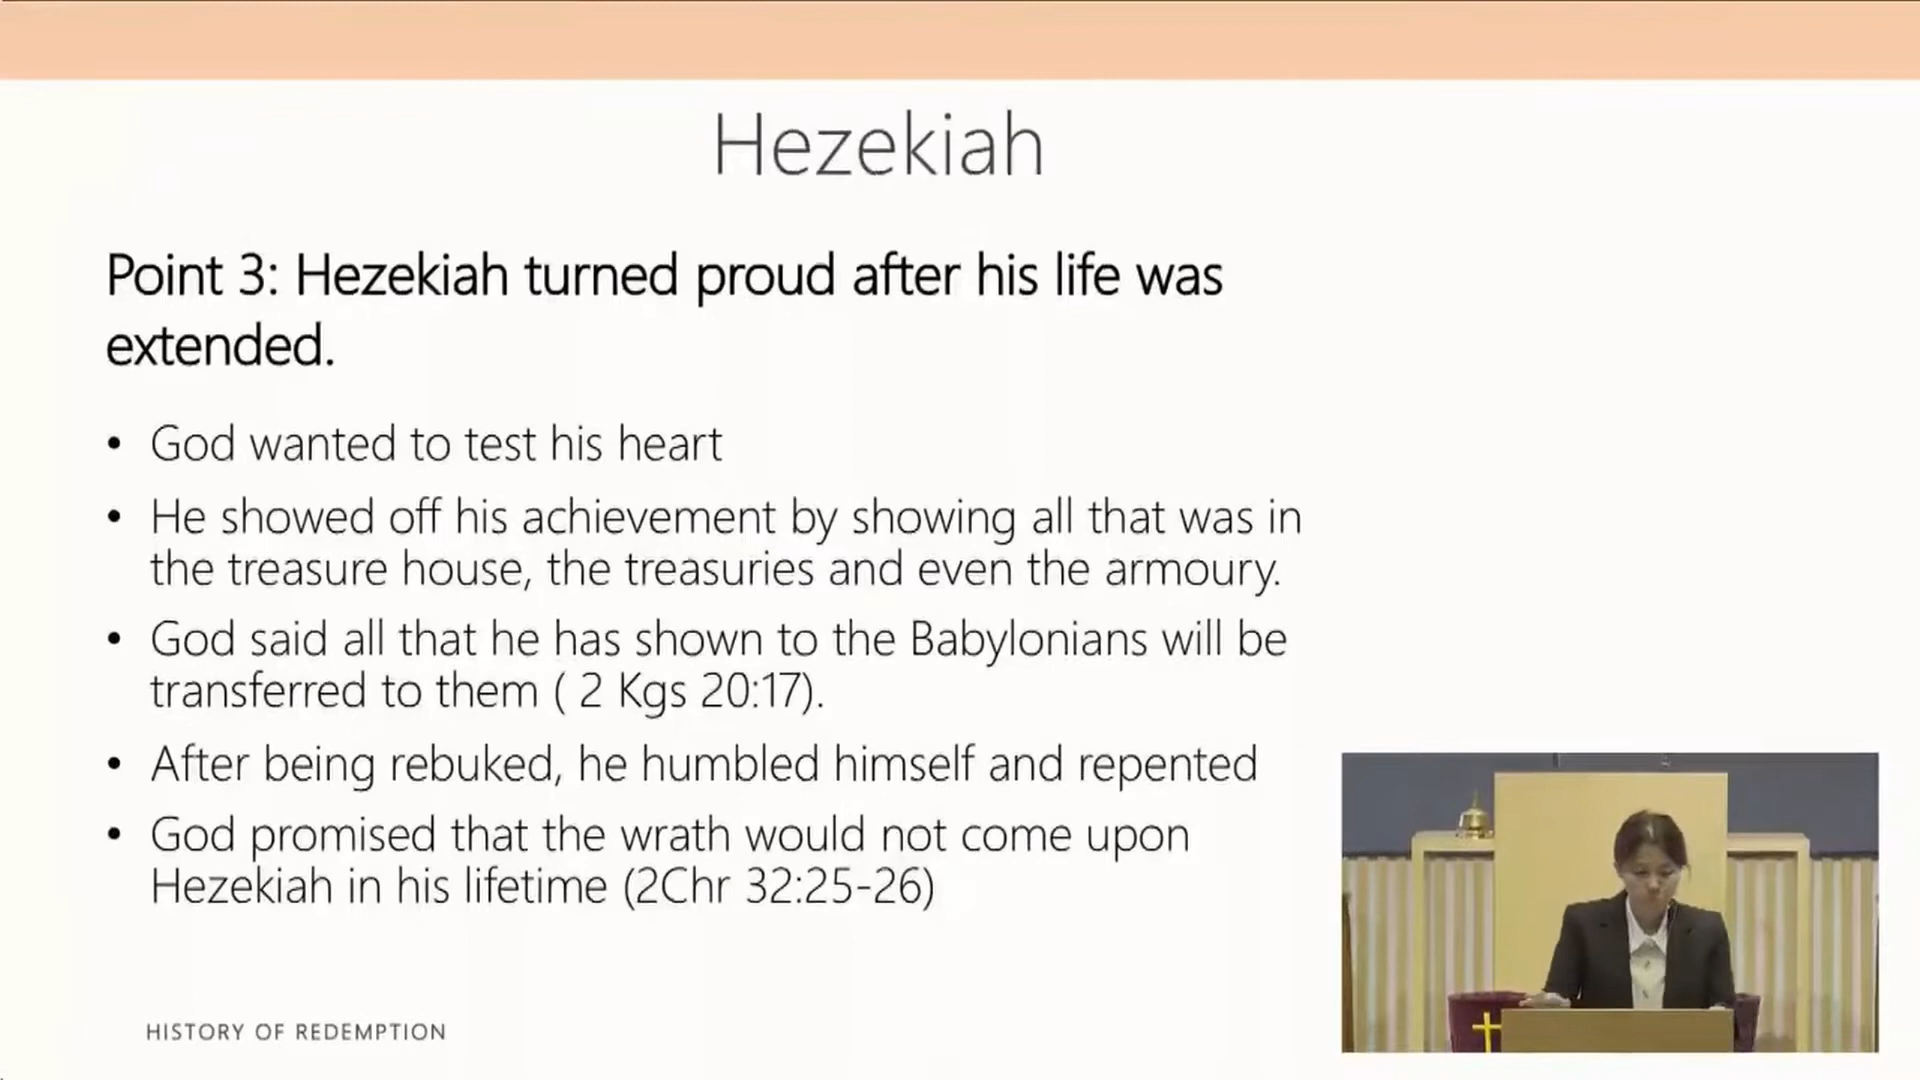 Hezekiah
Point 3: Hezekiah turned proud after his life was
extended.
• God wanted to test his heart
• He showed off his achievement by showing all that was in
the treasure house, the treasuries and even the armoury.
• God said all that he has shown to the Babylonians will be
transferred to them ( 2 Kgs 20:17).
• After being rebuked, he humbled himself and repented
• God promised that the wrath would not come upon
Hezekiah in his lifetime (2Chr 32:25-26)
HISTORY OF REDEMPTION